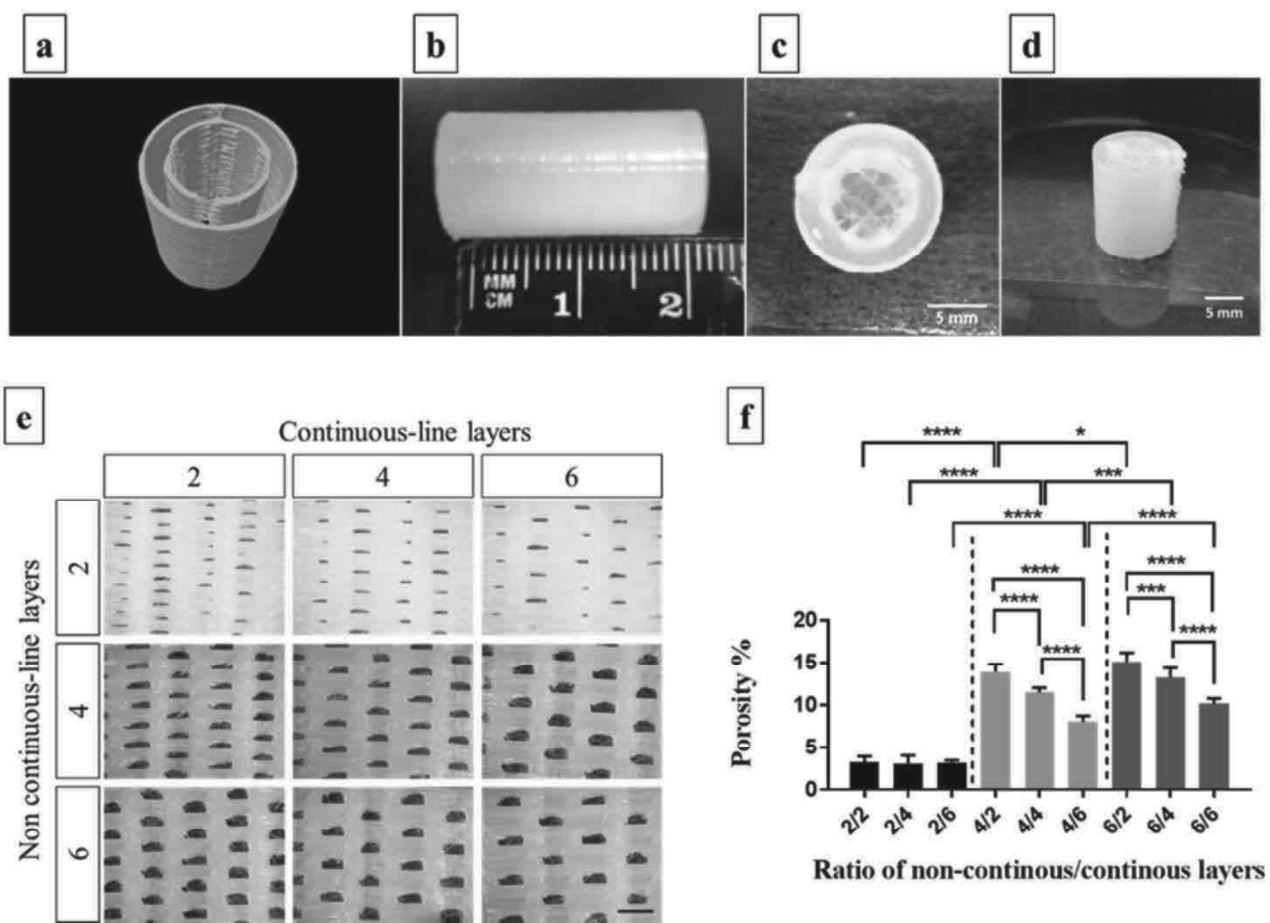 a
b
c
d
MM
CM
1
2
5 mm
5 mm
e
Continuous-line layers
2
4
6
Non continuous-line layers
2
4
6
f
****
*
****
***
****
****
****
****
****
***
****
****
Porosity %
20
15
10
5
0
2/2
2/4
2/6
4/2
4/4
4/6
6/2
6/4
6/6
Ratio of non-continous/continous layers